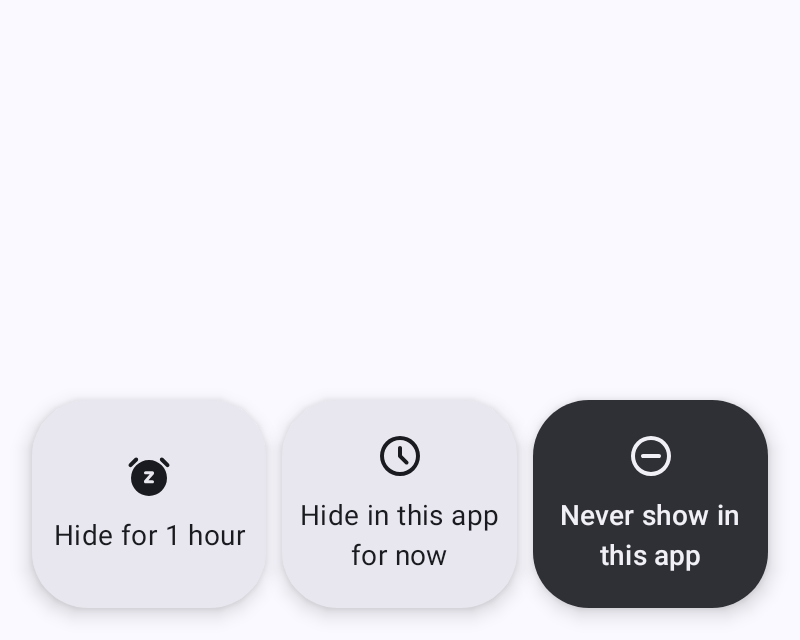 Hide for 1 hour
Hide in this app
for now
Never show in
this app